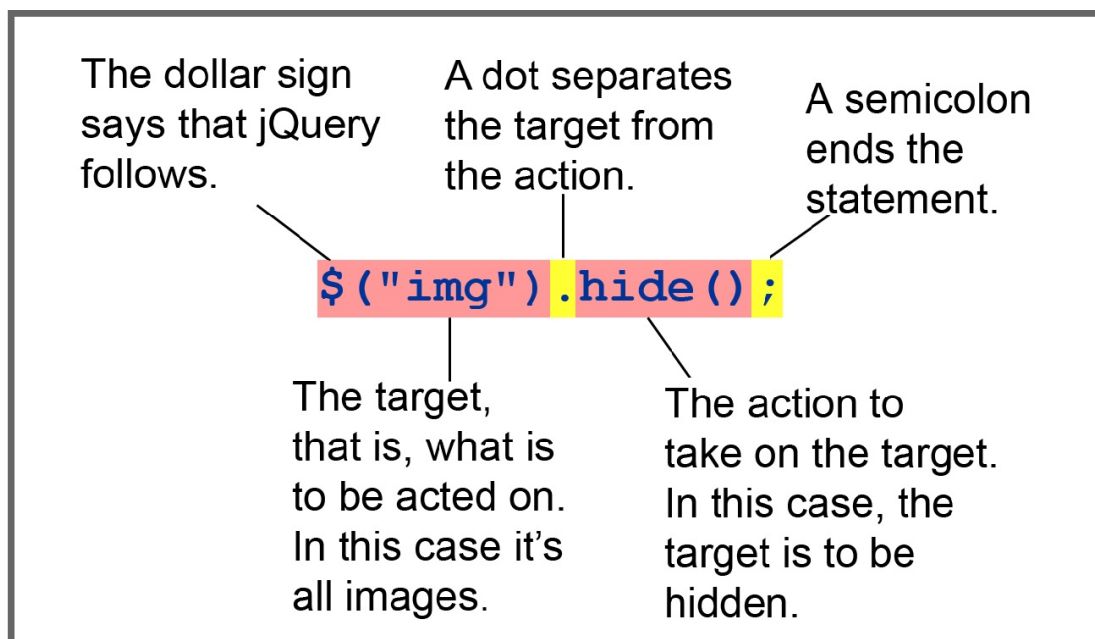 The dollar sign
says that jQuery
follows.
A dot separates
the target from
the action.
A semicolon
ends the
statement.
$("img").hide();
The target,
that is, what is
to be acted on.
In this case it's
all images.
The action to
take on the target.
In this case, the
target is to be
hidden.